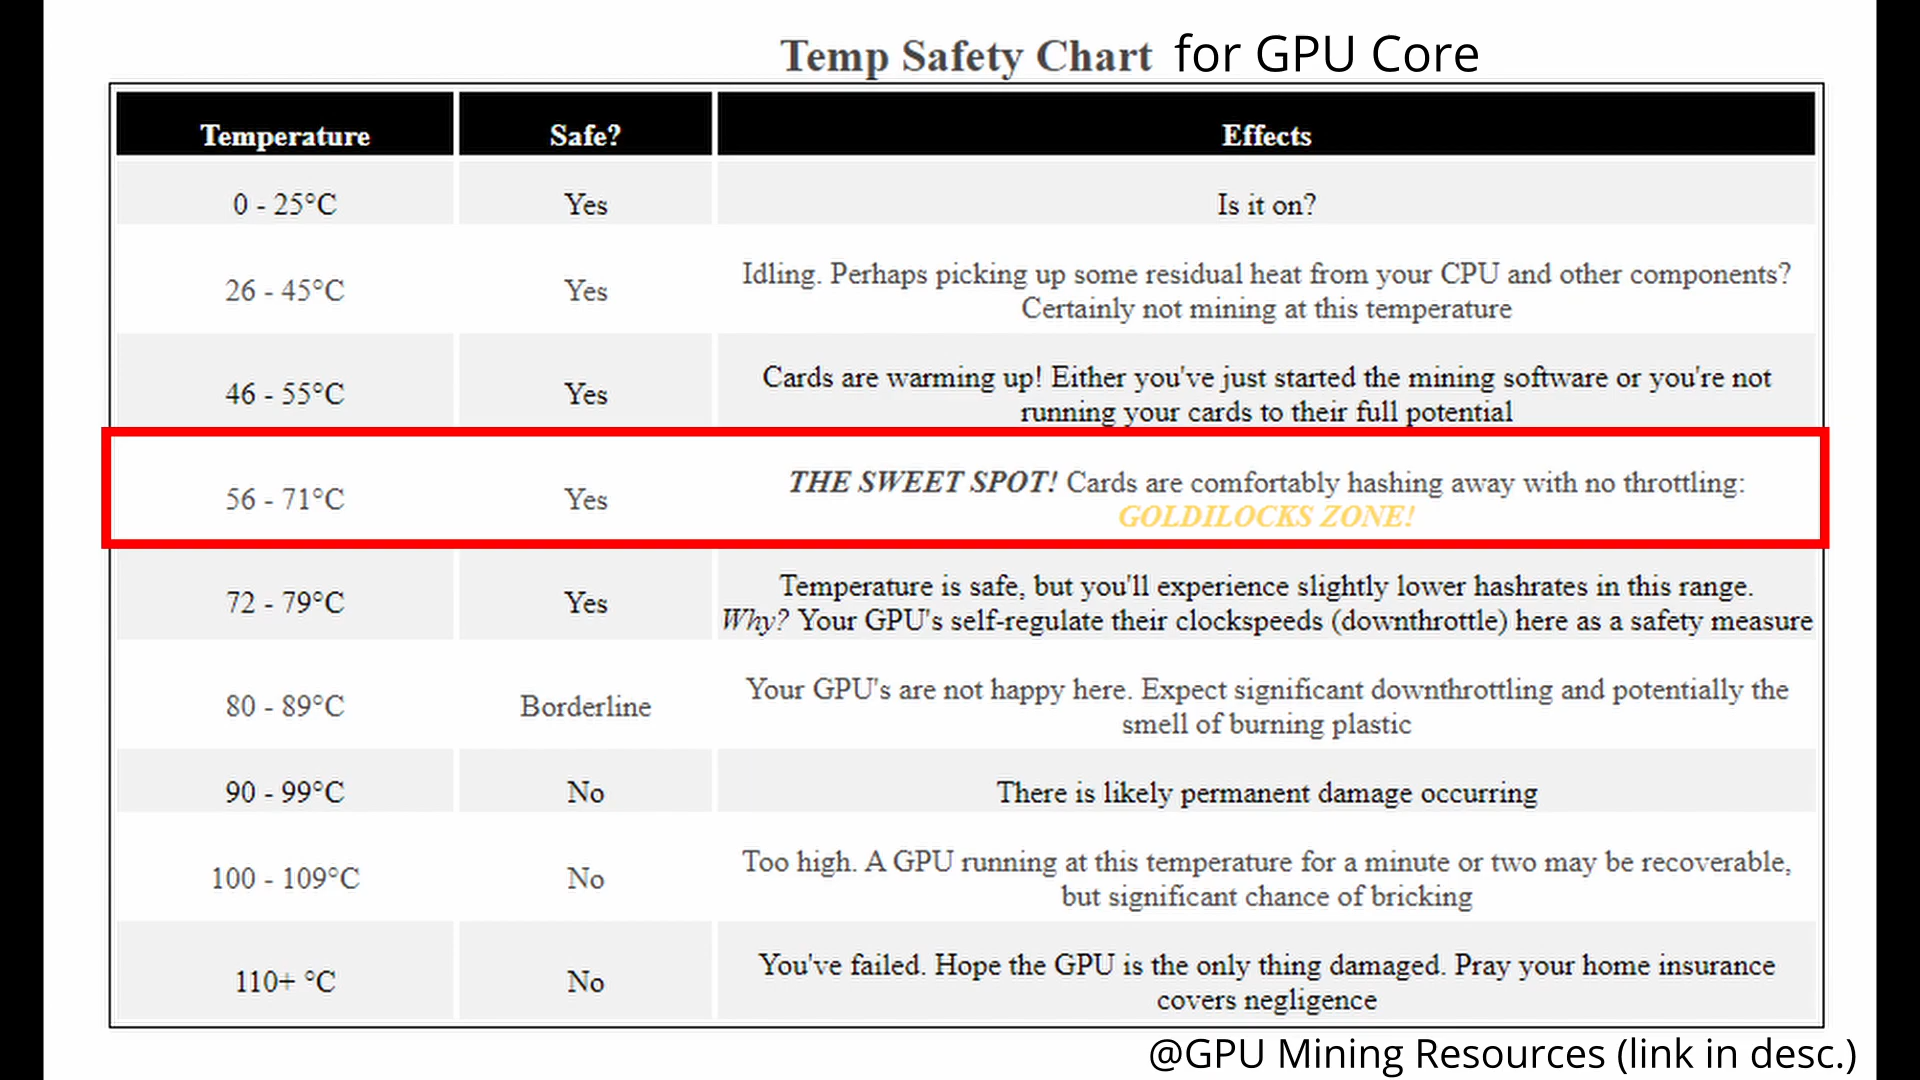 Temp Safety Chart for GPU Core
Temperature Safe? Effects
0 - 25°C Yes Is it on?
26 - 45°C Yes Idling. Perhaps picking up some residual heat from your CPU and other components?
Certainly not mining at this temperature
46 - 55°C Yes Cards are warming up! Either you've just started the mining software or you're not
running your cards to their full potential
56 - 71°C Yes THE SWEET SPOT! Cards are comfortably hashing away with no throttling:
GOLDILOCKS ZONE!
72 - 79°C Yes Temperature is safe, but you'll experience slightly lower hashrates in this range.
Why? Your GPU's self-regulate their clockspeeds (downthrottle) here as a safety measure
80 - 89°C Borderline Your GPU's are not happy here. Expect significant downthrottling and potentially the
smell of burning plastic
90 - 99°C No There is likely permanent damage occurring
100 - 109°C No Too high. A GPU running at this temperature for a minute or two may be recoverable,
but significant chance of bricking
110+ °C No You've failed. Hope the GPU is the only thing damaged. Pray your home insurance
covers negligence
@GPU Mining Resources (link in desc.)